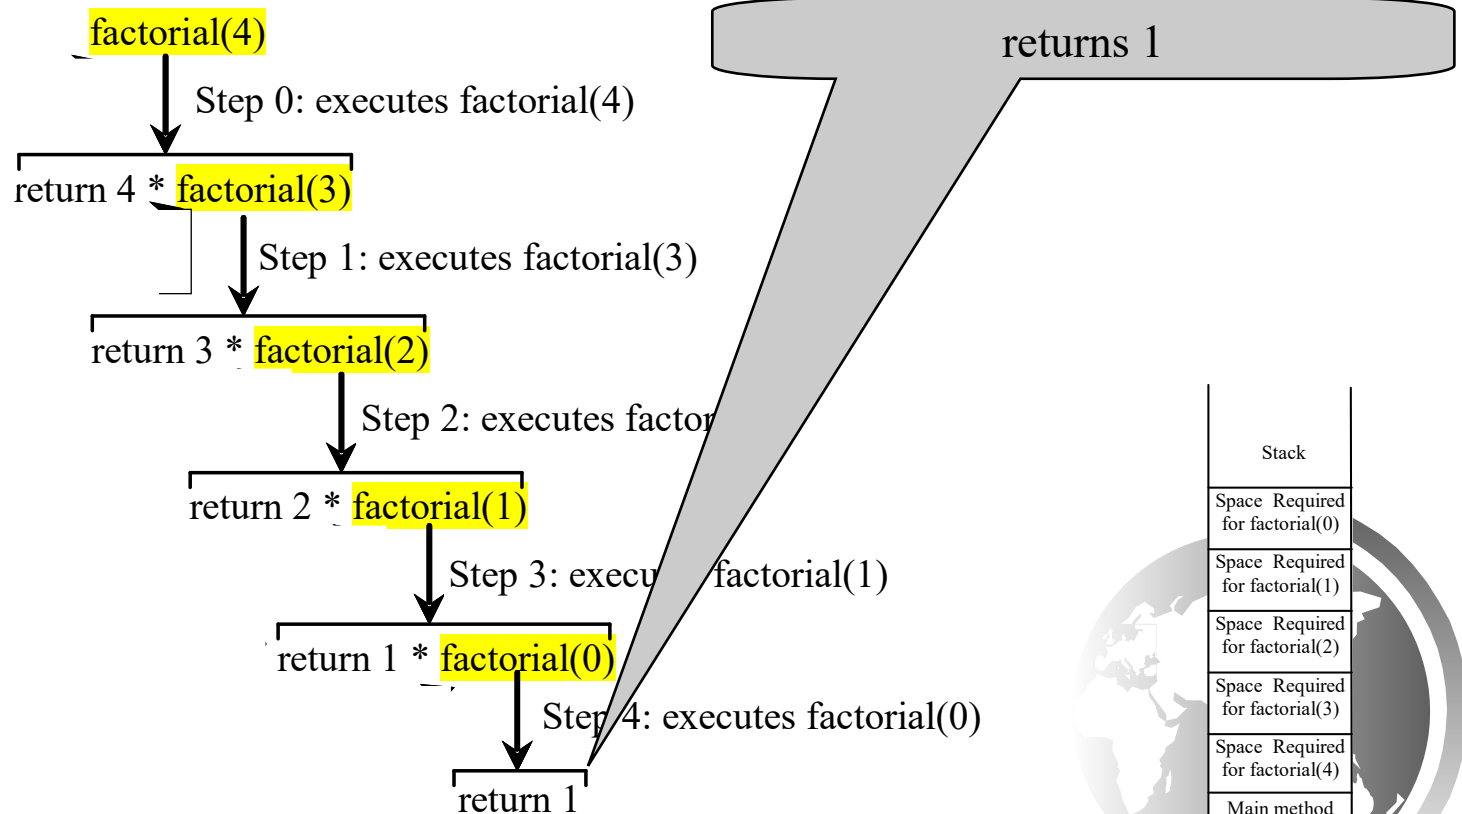 factorial(4)
returns 1
Step 0: executes factorial(4)
return 4 * factorial(3)
Step 1: executes factorial(3)
return 3 * factorial(2)
Step 2: executes factor
return 2 * factorial(1)
Step 3: execu factorial(1)
return 1 * factorial(0)
Step 4: executes factorial(0)
return 1
Stack
Space Required
for factorial(0)
Space Required
for factorial(1)
Space Required
for factorial(2)
Space Required
for factorial(3)
Space Required
for factorial(4)
Main method